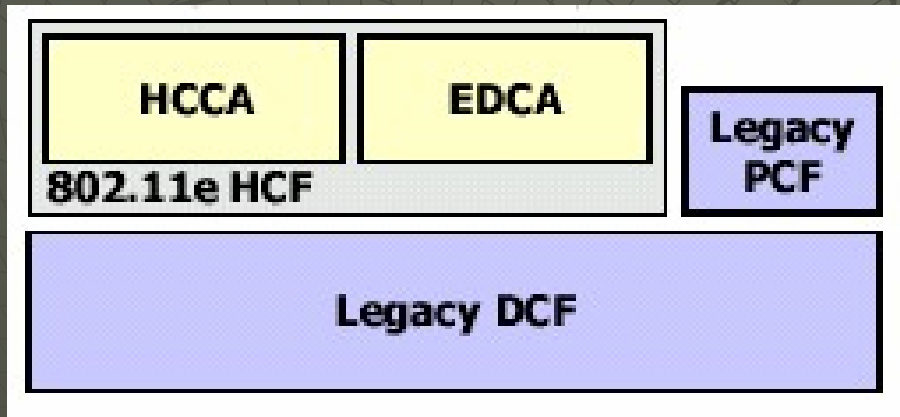 HCCA
EDCA
802.11e HCF
Legacy
PCF
Legacy DCF